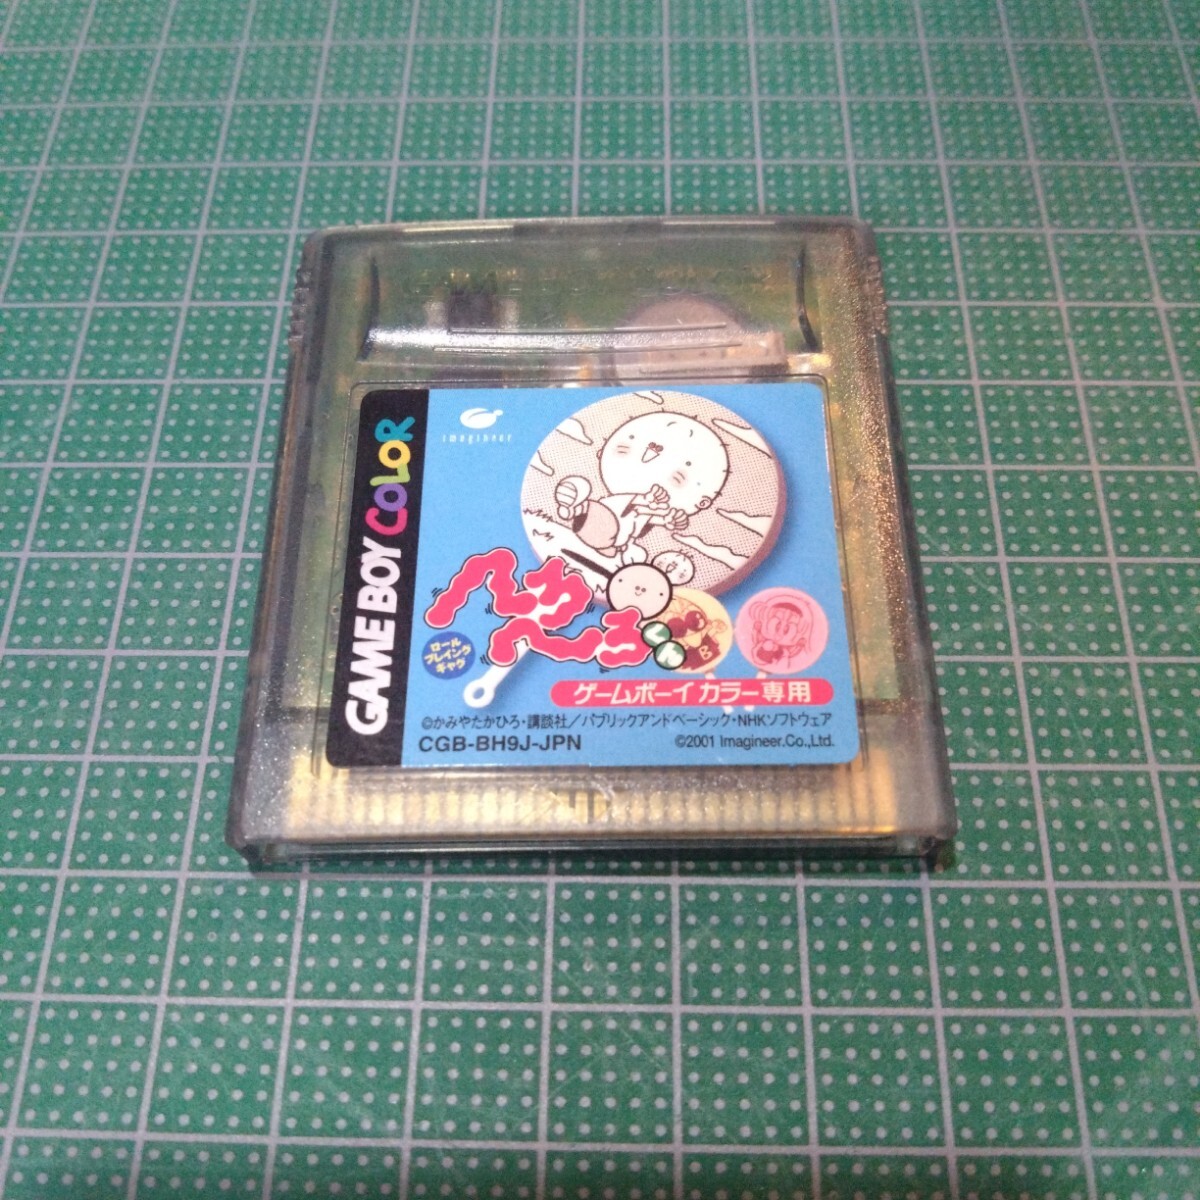 GAME BOY COLOR
imagineer
へろへろくん
ロール
プレイング
ギャグ
B
ゲームボーイカラー専用
©かみやたかひろ・講談社／パブリックアンドベーシック・NHKソフトウェア
CGB-BH9J-JPN
©2001 Imagineer.Co.,Ltd.